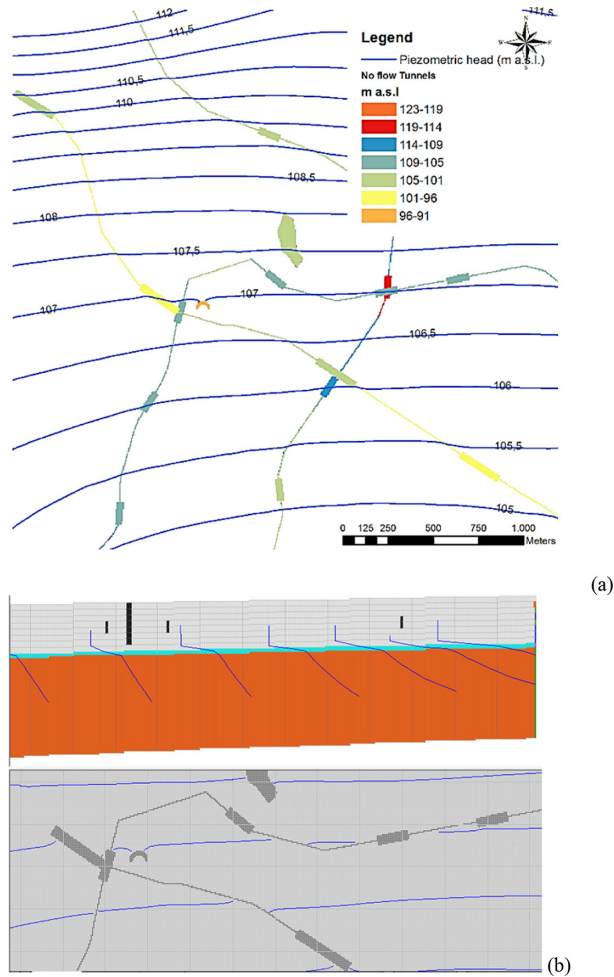 112
111,5
111,5
N
W E
S
Legend
Piezometric head (m a.s.l.)
No flow Tunnels
m a.s.l
123-119
119-114
114-109
109-105
105-101
101-96
96-91
110,5
110
108,5
108
107,5
107
107
106,5
106
105,5
105
0 125 250 500 750 1.000
Meters
(a)
(b)